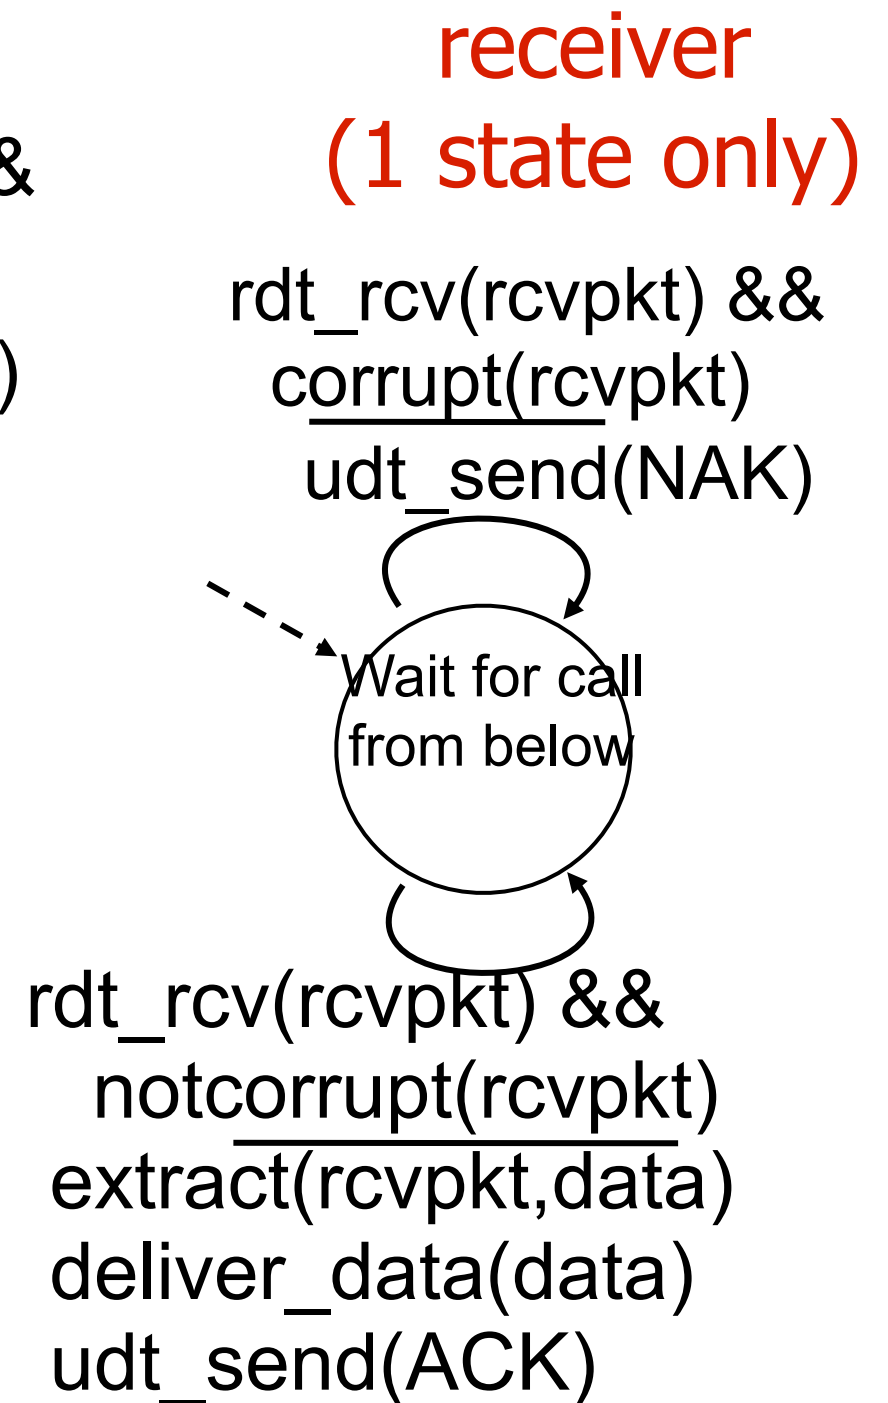 receiver
(1 state only)
&
)
rdt_rcv(rcvpkt) &&
corrupt(rcvpkt)
udt_send(NAK)
Wait for call
from below
rdt_rcv(rcvpkt) &&
notcorrupt(rcvpkt)
extract(rcvpkt,data)
deliver_data(data)
udt_send(ACK)